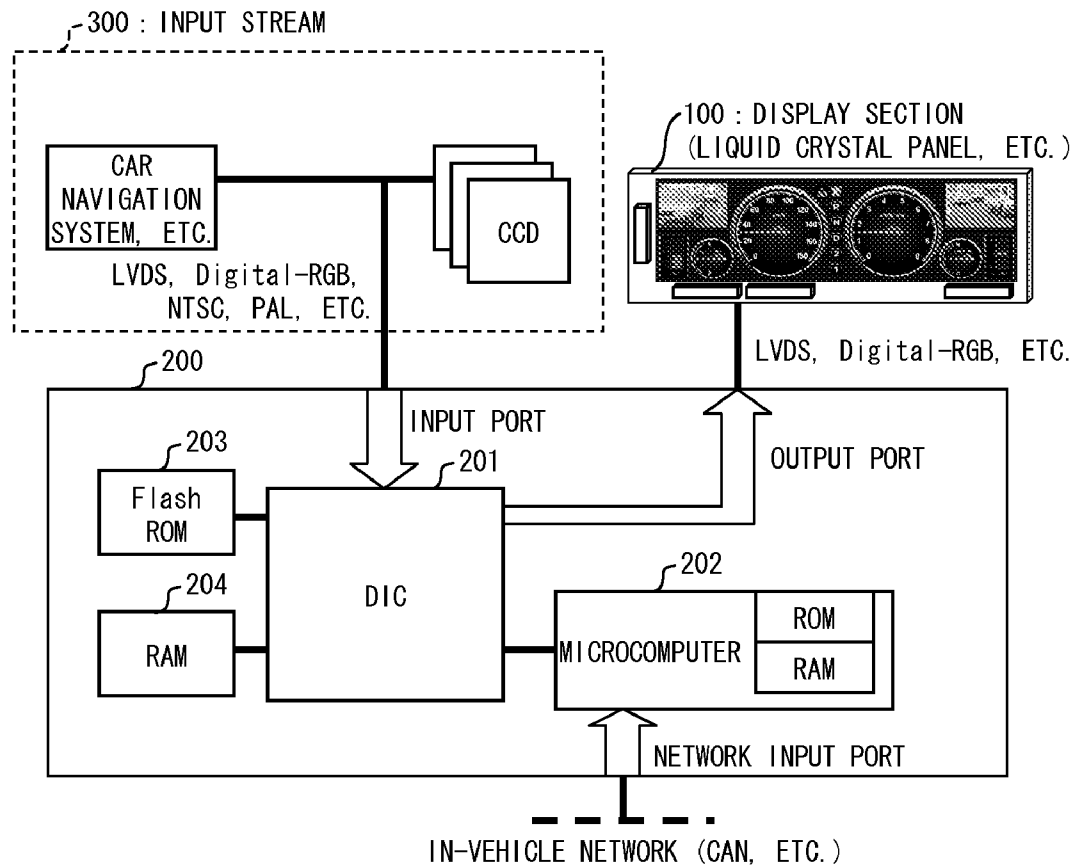 300 : INPUT STREAM
100 : DISPLAY SECTION
(LIQUID CRYSTAL PANEL, ETC.)
CAR
NAVIGATION
SYSTEM, ETC.
CCD
LVDS, Digital-RGB,
NTSC, PAL, ETC.
LVDS, Digital-RGB, ETC.
200
INPUT PORT
OUTPUT PORT
203
201
Flash
ROM
204
RAM
DIC
202
MICROCOMPUTER
ROM
RAM
NETWORK INPUT PORT
IN-VEHICLE NETWORK (CAN, ETC.)